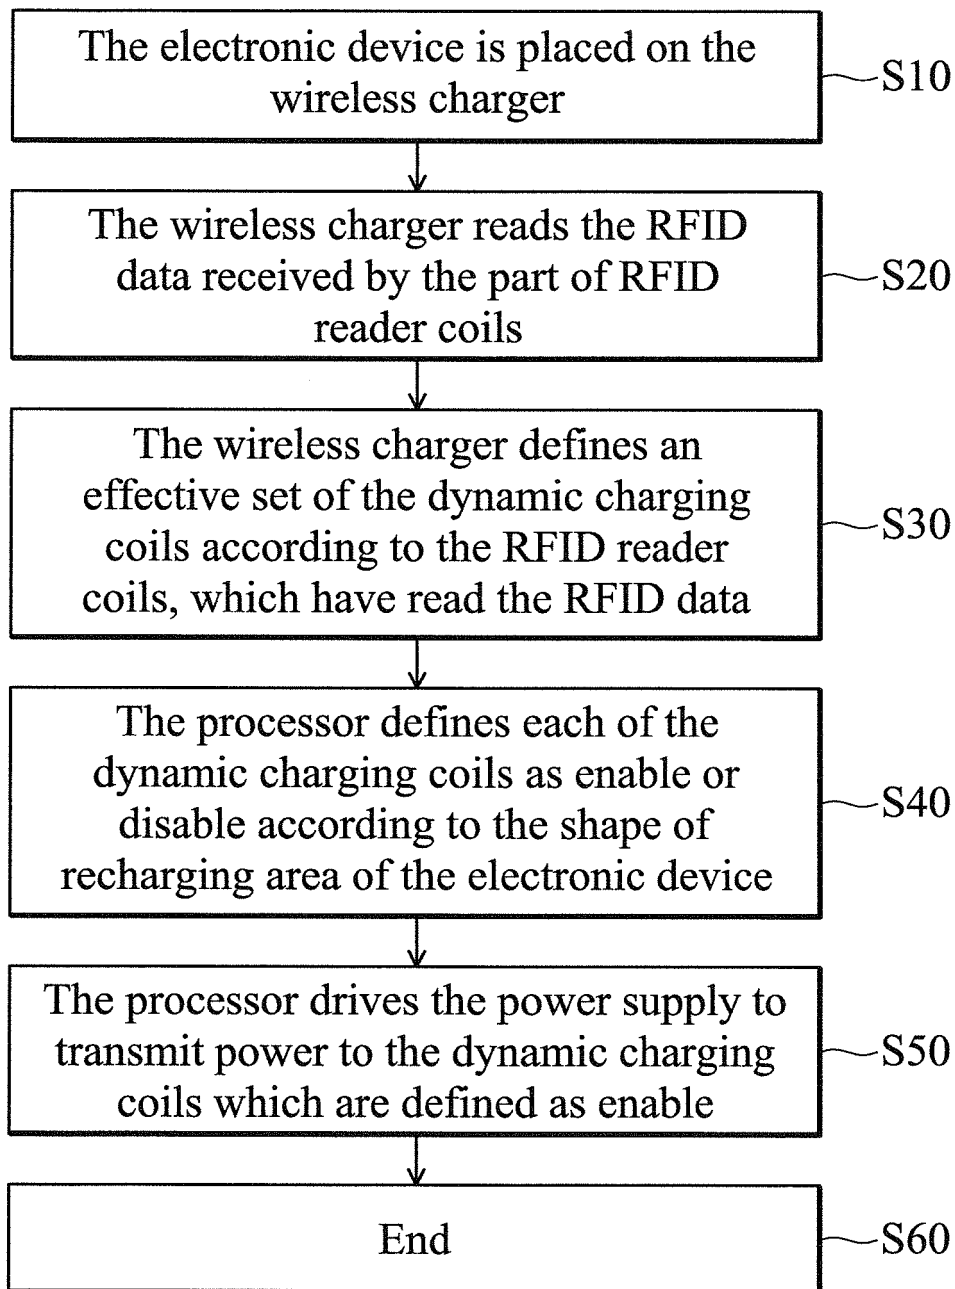 The electronic device is placed on the
wireless charger
S10
The wireless charger reads the RFID
data received by the part of RFID
reader coils
S20
The wireless charger defines an
effective set of the dynamic charging
coils according to the RFID reader
coils, which have read the RFID data
S30
The processor defines each of the
dynamic charging coils as enable or
disable according to the shape of
recharging area of the electronic device
S40
The processor drives the power supply to
transmit power to the dynamic charging
coils which are defined as enable
S50
End
S60